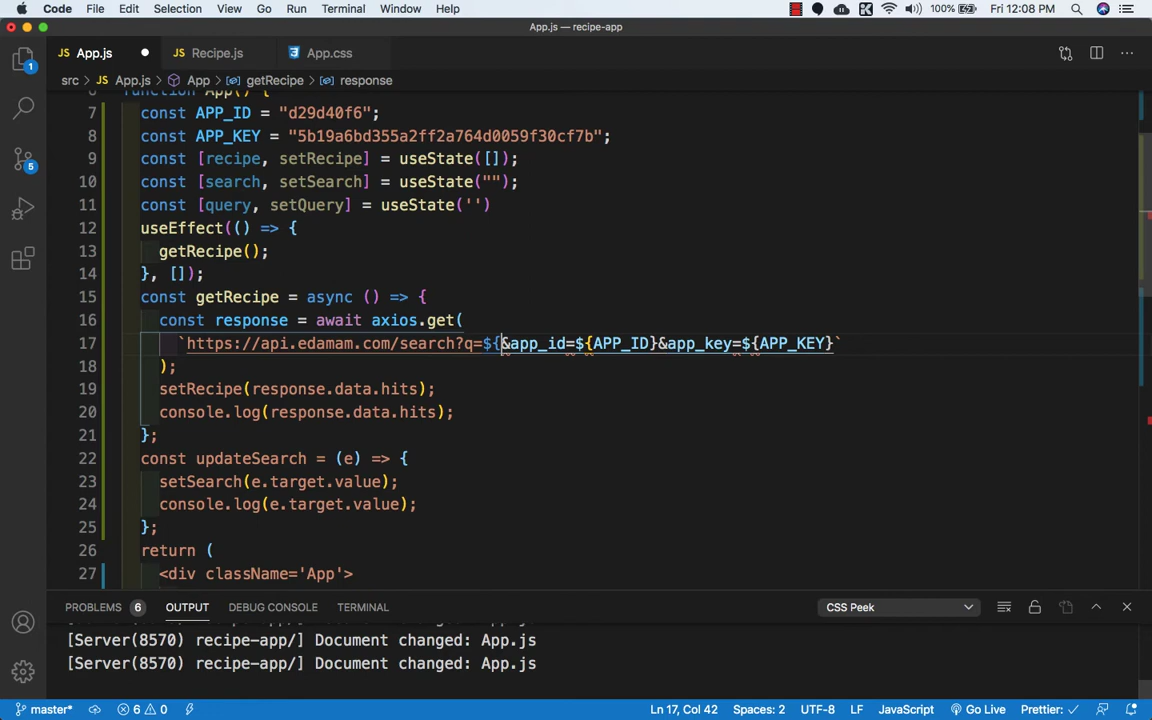 Code File Edit Selection View Go Run Terminal Window Help 100% Fri 12:08 PM
App.js — recipe-app
1
JS App.js JS Recipe.js App.css
src > JS App.js > App > getRecipe > response
5
6 function App() {
7 const APP_ID = "d29d40f6";
8 const APP_KEY = "5b19a6bd355a2ff2a764d0059f30cf7b";
9 const [recipe, setRecipe] = useState([]);
10 const [search, setSearch] = useState("");
11 const [query, setQuery] = useState('')
12 useEffect(() => {
13 getRecipe();
14 }, []);
15 const getRecipe = async () => {
16 const response = await axios.get(
17 `https://api.edamam.com/search?q=${&app_id=${APP_ID}&app_key=${APP_KEY}`
18 );
19 setRecipe(response.data.hits);
20 console.log(response.data.hits);
21 };
22 const updateSearch = (e) => {
23 setSearch(e.target.value);
24 console.log(e.target.value);
25 };
26 return (
27 <div className='App'>
PROBLEMS 6 OUTPUT DEBUG CONSOLE TERMINAL CSS Peek
[Server(8570) recipe-app/] Document changed: App.js
[Server(8570) recipe-app/] Document changed: App.js
master* 6 0 Ln 17, Col 42 Spaces: 2 UTF-8 LF JavaScript Go Live Prettier: ✓